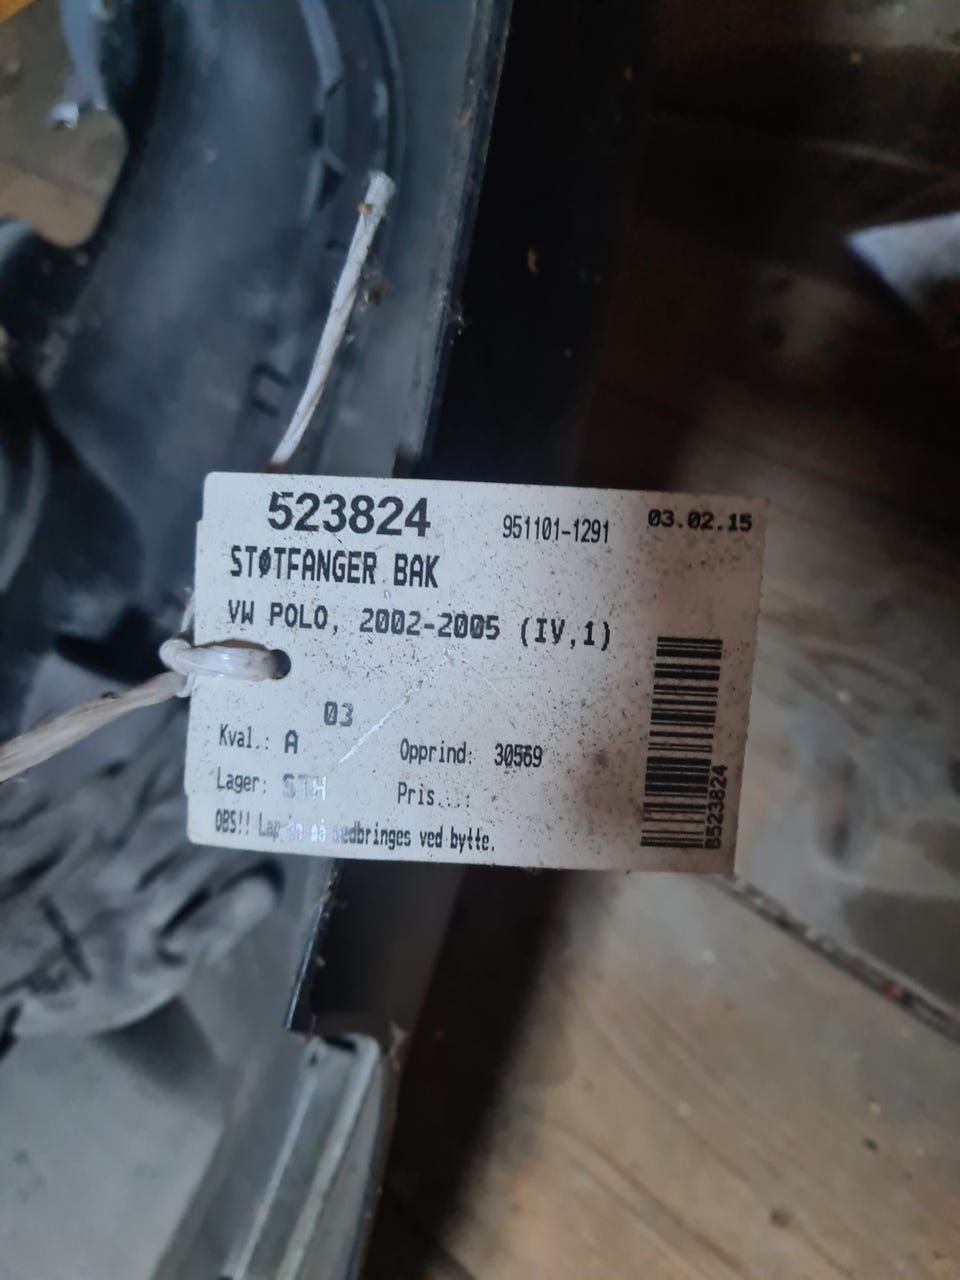 523824 951101-1291 03.02.15
STØTFANGER BAK
VW POLO, 2002-2005 (IV,1)
03
Kval.: A Opprind: 30569
Lager: STH Pris...:
OBS!! må medbringes ved bytte.
B523824